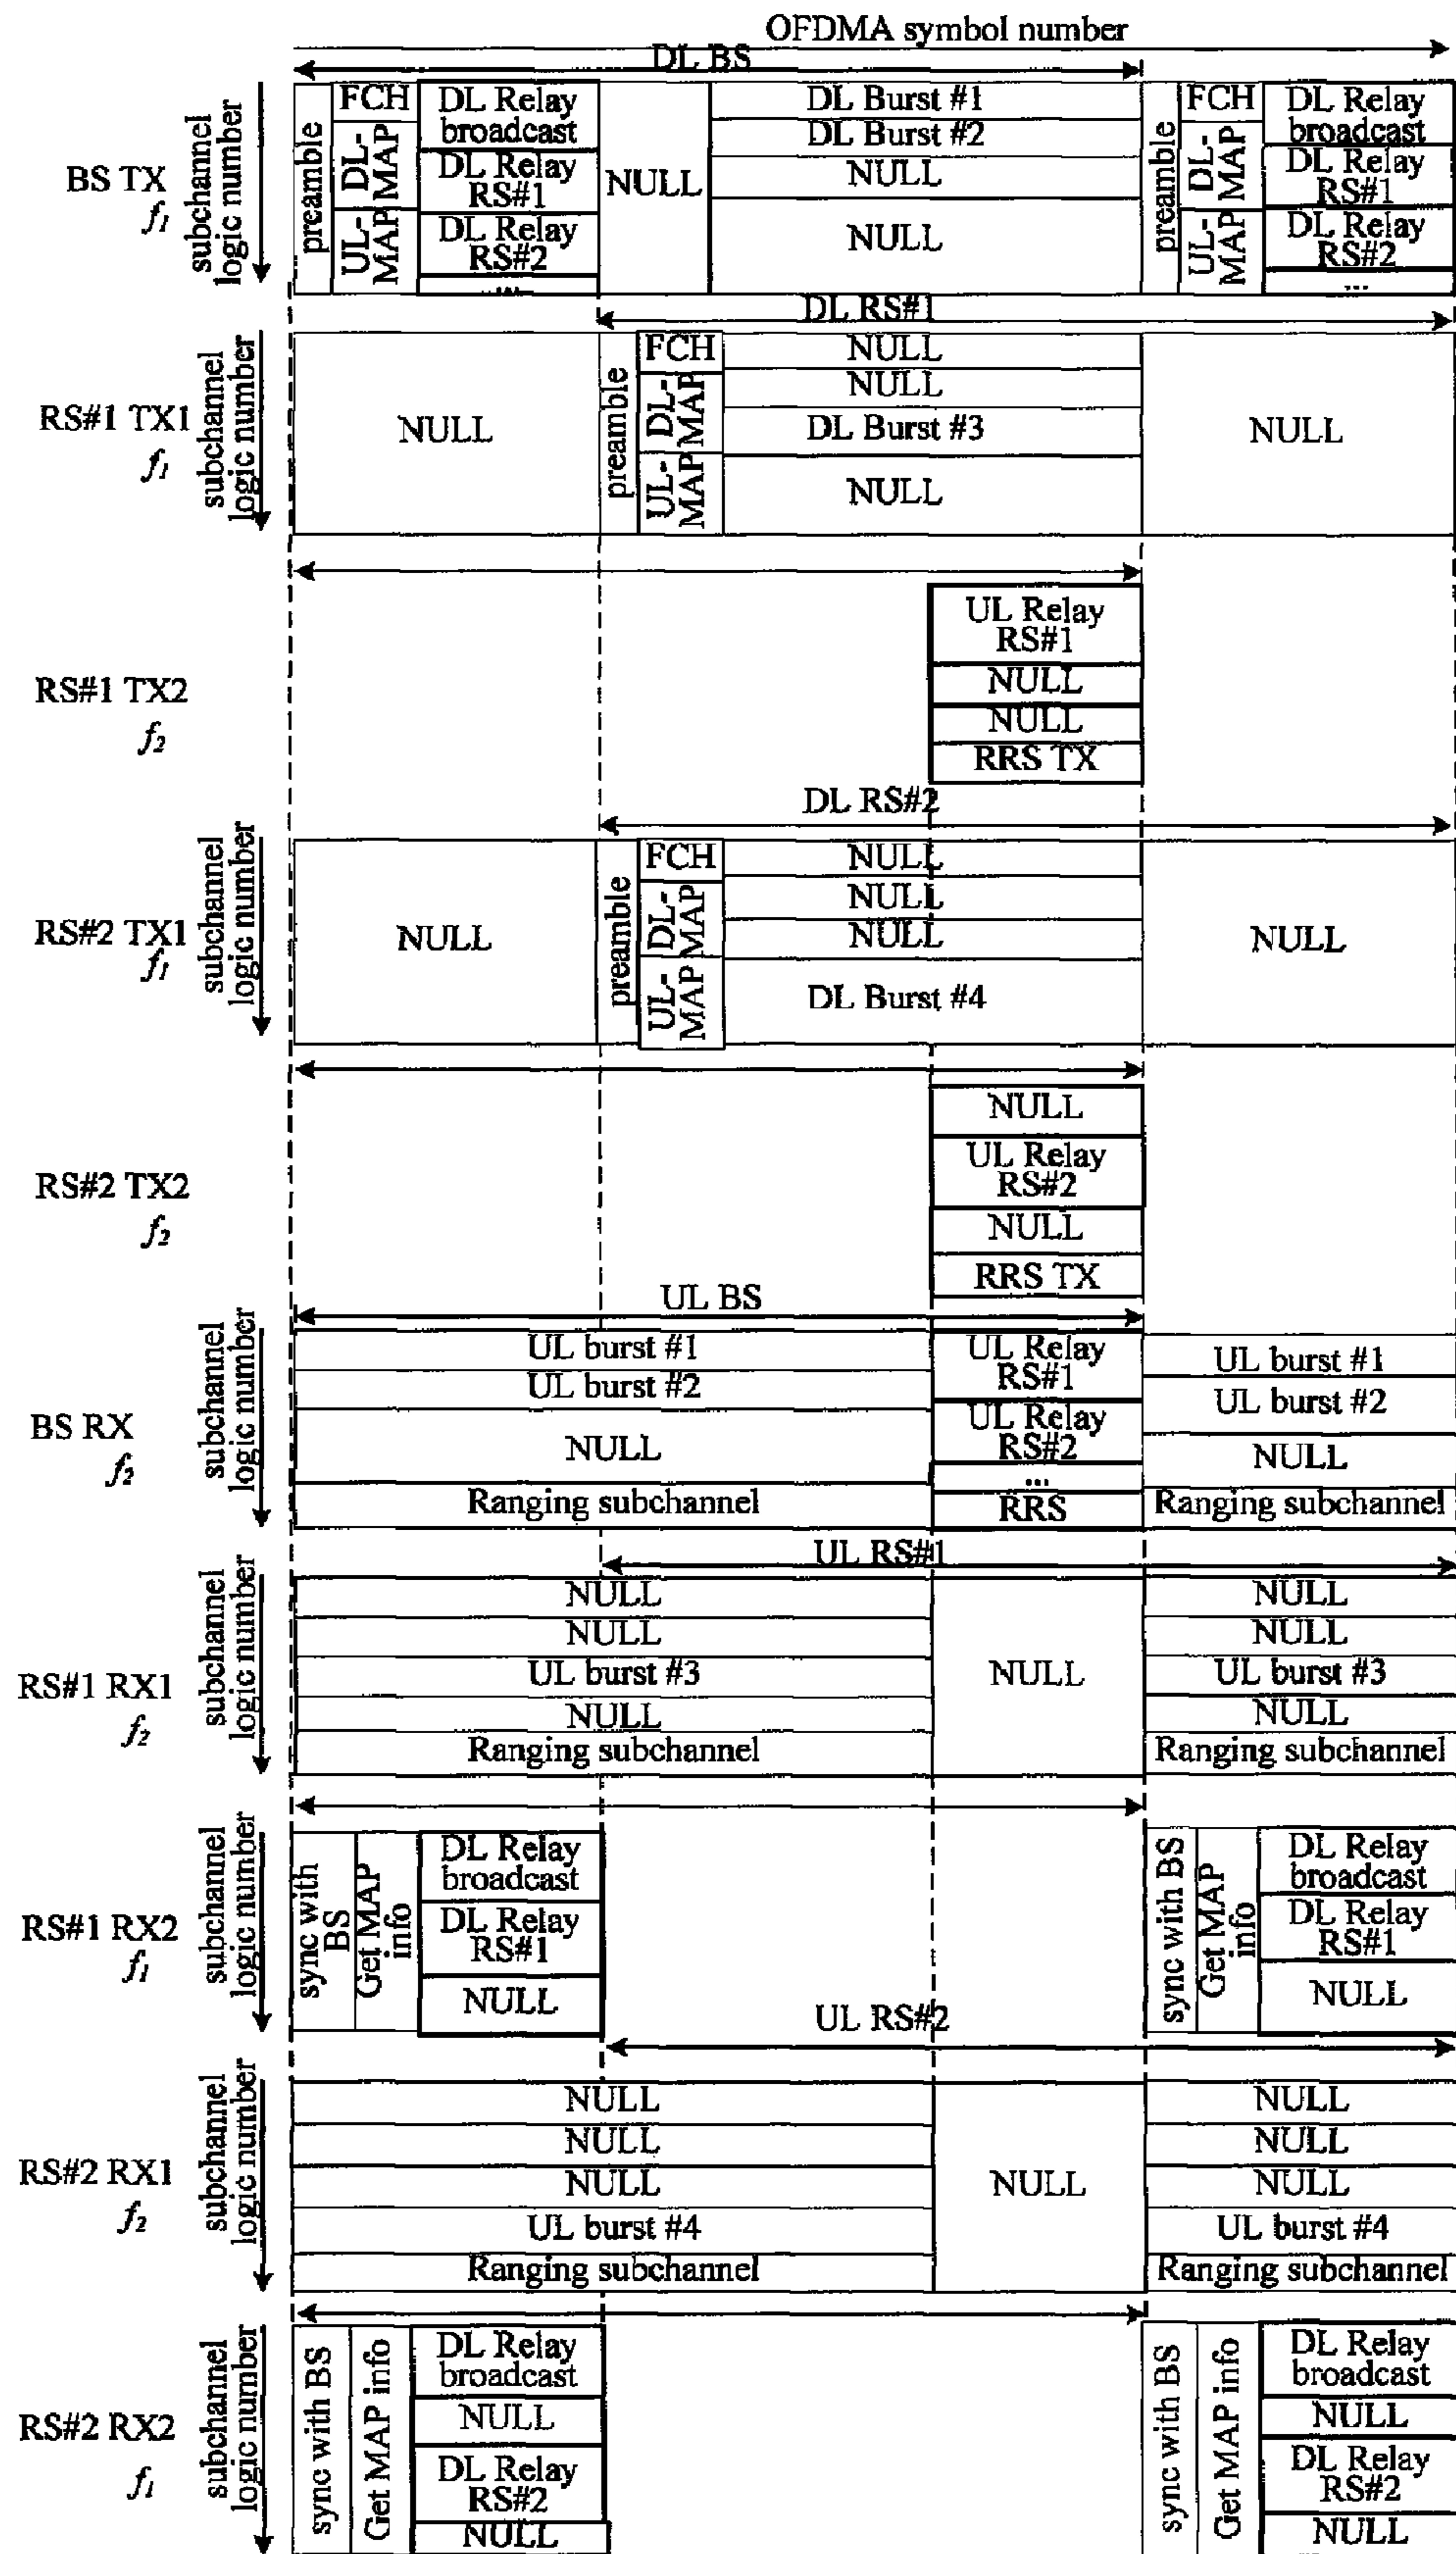 OFDMA symbol number
DL BS
BS TX
f1
subchannel
logic number
preamble
FCH
DL-
MAP
UL-
MAP
DL Relay
broadcast
DL Relay
RS#1
DL Relay
RS#2
...
NULL
DL Burst #1
DL Burst #2
NULL
NULL
preamble
FCH
DL-
MAP
UL-
MAP
DL Relay
broadcast
DL Relay
RS#1
DL Relay
RS#2
...
DL RS#1
RS#1 TX1
f1
subchannel
logic number
NULL
preamble
FCH
DL-
MAP
UL-
MAP
NULL
NULL
DL Burst #3
NULL
NULL
RS#1 TX2
f2
UL Relay
RS#1
NULL
NULL
RRS TX
DL RS#2
RS#2 TX1
f1
subchannel
logic number
NULL
preamble
FCH
DL-
MAP
UL-
MAP
NULL
NULL
NULL
DL Burst #4
NULL
RS#2 TX2
f2
NULL
UL Relay
RS#2
NULL
RRS TX
UL BS
BS RX
f2
subchannel
logic number
UL burst #1
UL burst #2
NULL
Ranging subchannel
UL Relay
RS#1
UL Relay
RS#2
...
RRS
UL burst #1
UL burst #2
NULL
Ranging subchannel
UL RS#1
RS#1 RX1
f2
subchannel
logic number
NULL
NULL
UL burst #3
NULL
Ranging subchannel
NULL
NULL
NULL
UL burst #3
NULL
Ranging subchannel
RS#1 RX2
f1
subchannel
logic number
sync with
BS
Get MAP
info
DL Relay
broadcast
DL Relay
RS#1
NULL
sync with BS
Get MAP
info
DL Relay
broadcast
DL Relay
RS#1
NULL
UL RS#2
RS#2 RX1
f2
subchannel
logic number
NULL
NULL
NULL
UL burst #4
Ranging subchannel
NULL
NULL
NULL
NULL
UL burst #4
Ranging subchannel
RS#2 RX2
f1
subchannel
logic number
sync with BS
Get MAP info
DL Relay
broadcast
NULL
DL Relay
RS#2
NULL
sync with BS
Get MAP info
DL Relay
broadcast
NULL
DL Relay
RS#2
NULL